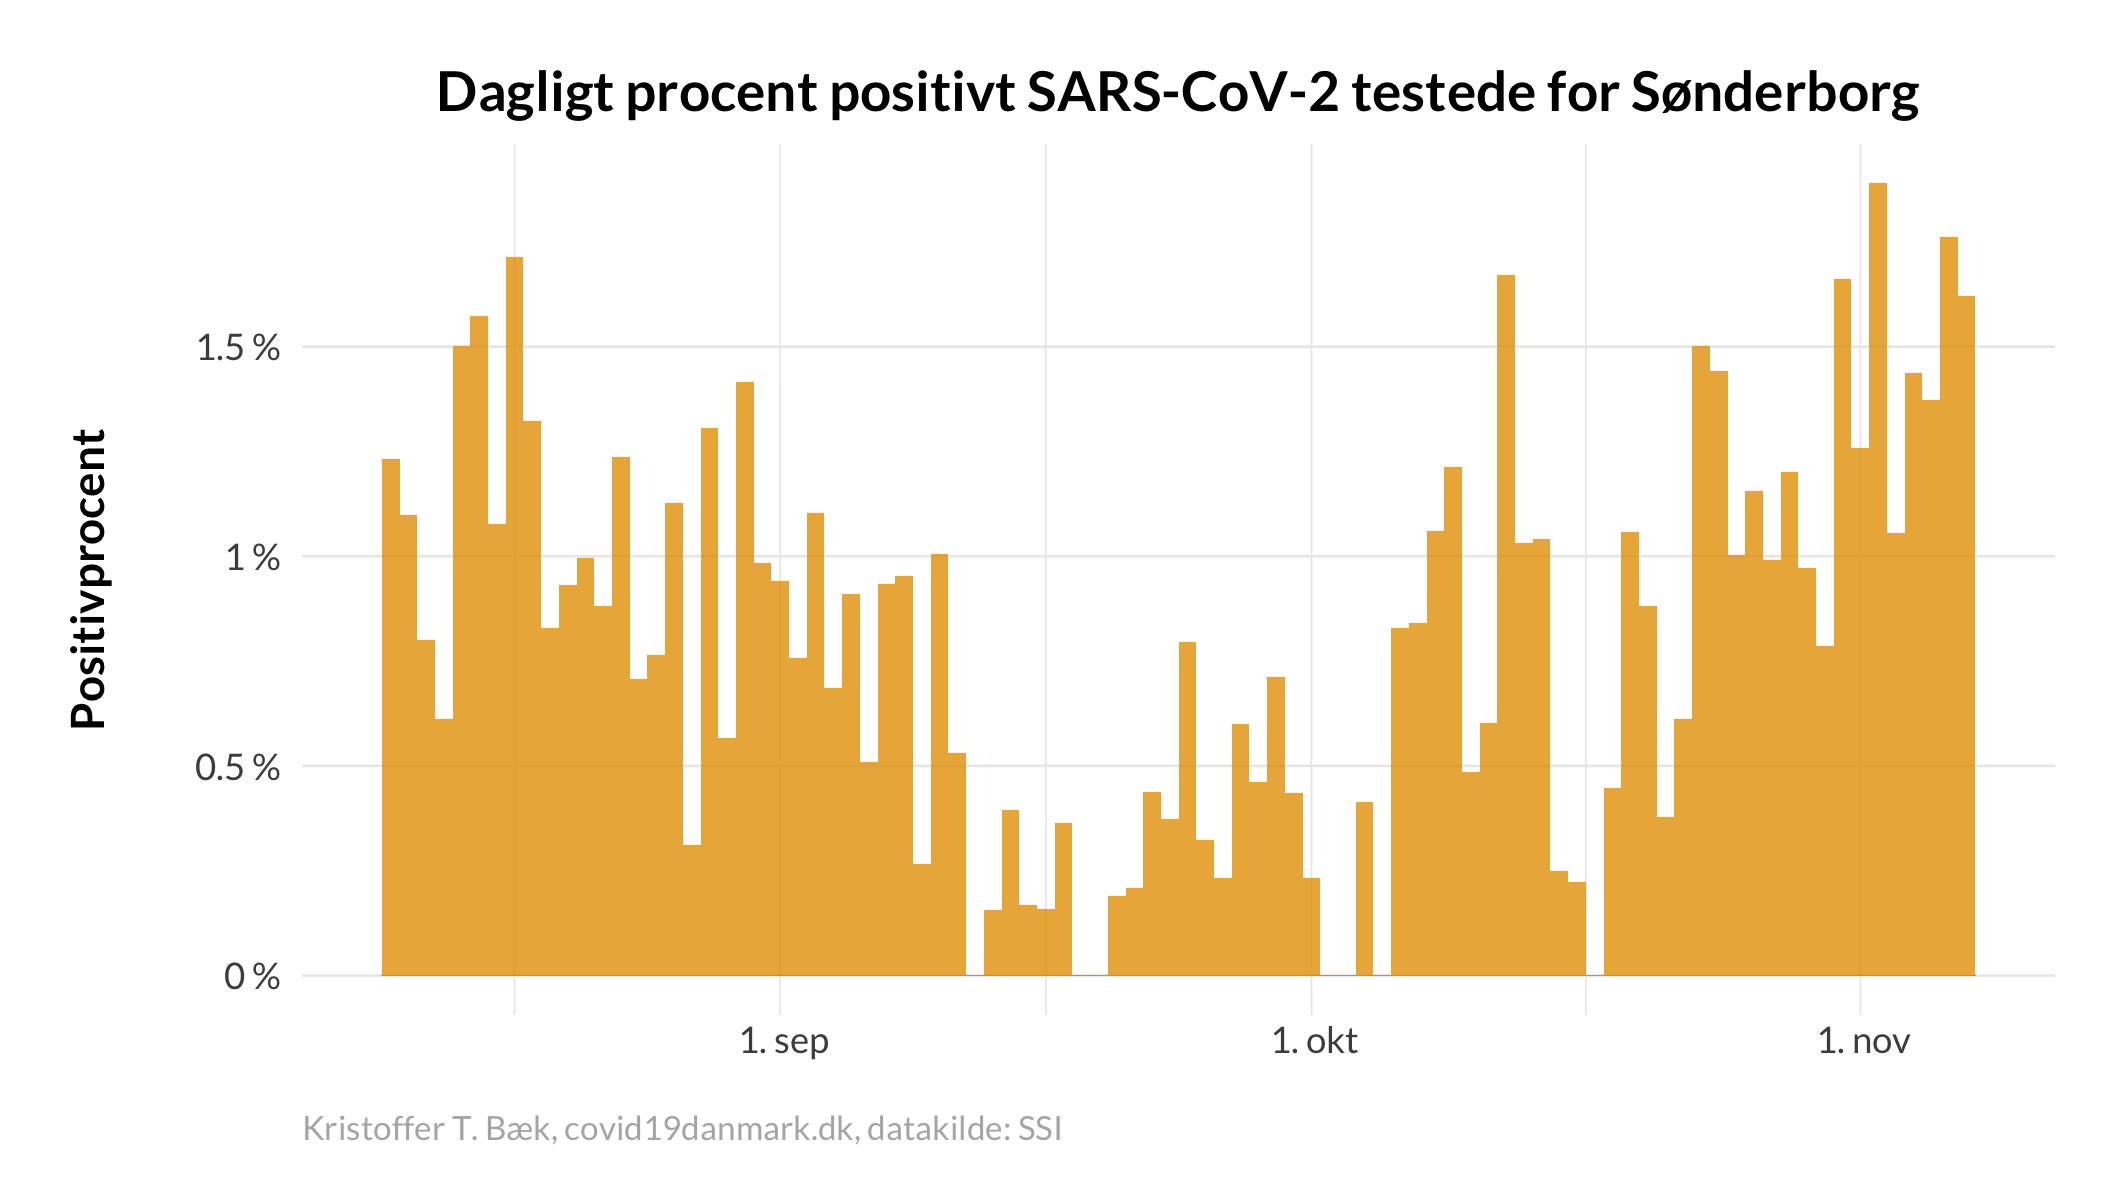 Dagligt procent positivt SARS-CoV-2 testede for Sønderborg
Positivprocent
1.5 %
1 %
0.5 %
0 %
1. sep
1. okt
1. nov
Kristoffer T. Bæk, covid19danmark.dk, datakilde: SSI